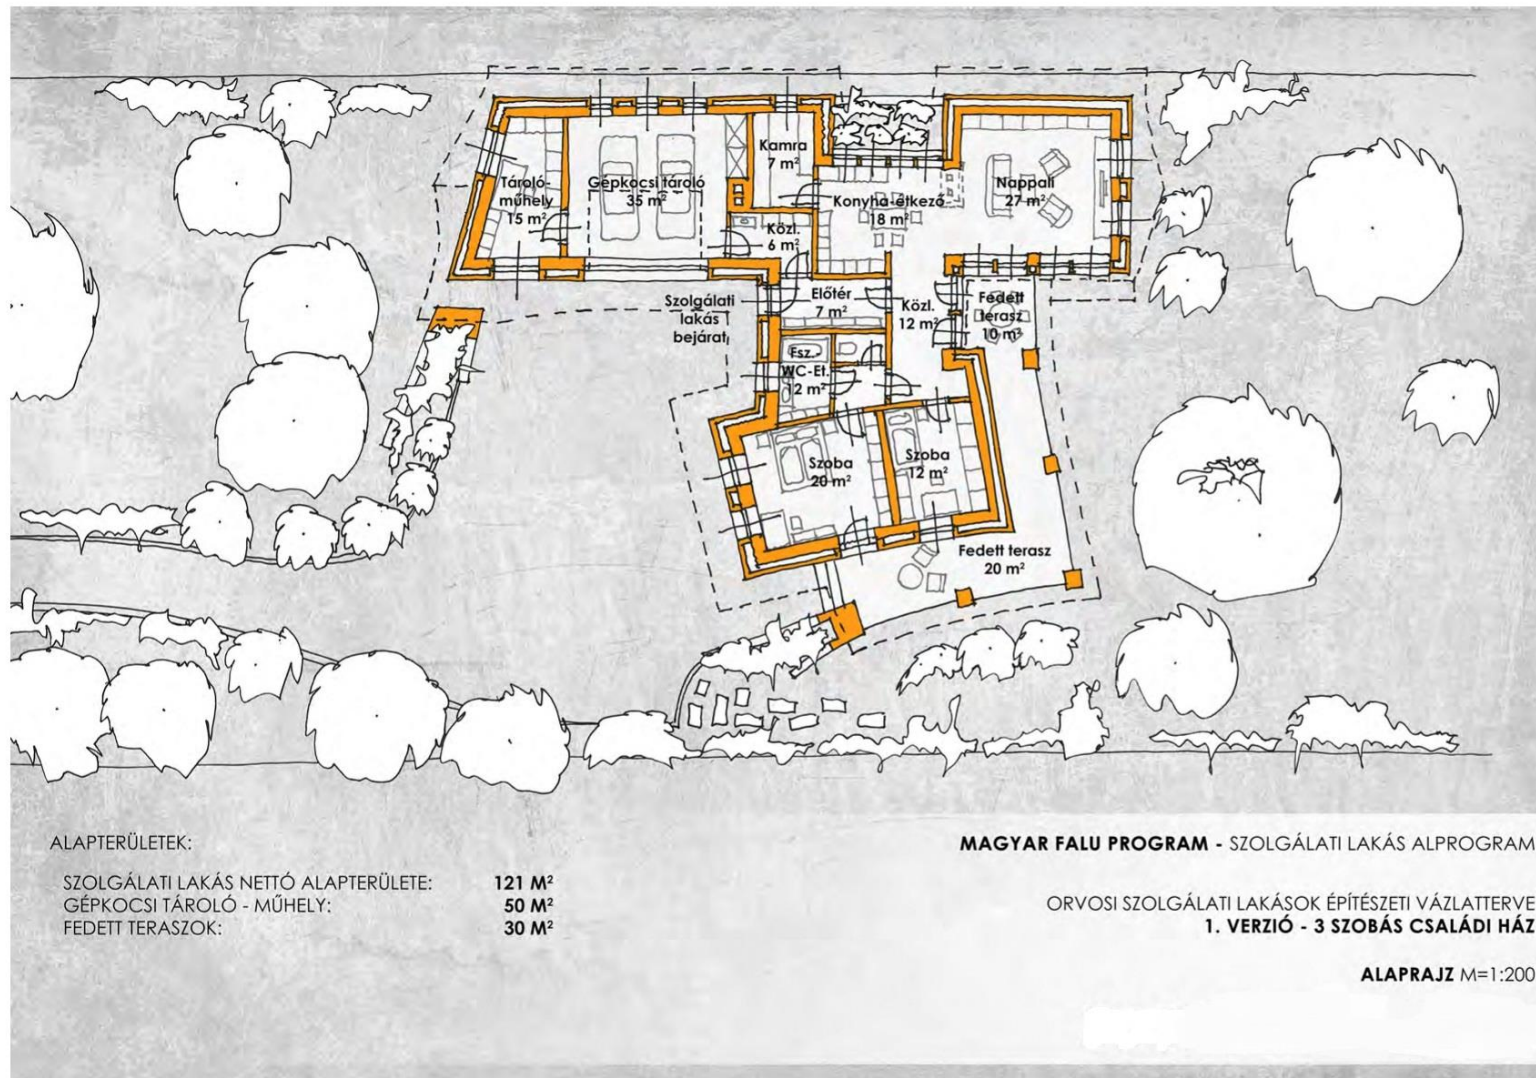 Kamra
7 m²
Tároló-
műhely
15 m²
Gépkocsi tároló
35 m²
Konyha-étkező
18 m²
Nappali
27 m²
Közl.
6 m²
Szolgálati
lakás
bejárat
Előtér
7 m²
Közl.
12 m²
Fedett
terasz
10 m²
Fsz.-
WC-Et.
12 m²
Szoba
20 m²
Szoba
12 m²
Fedett terasz
20 m²
ALAPTERÜLETEK:
SZOLGÁLATI LAKÁS NETTÓ ALAPTERÜLETE: 121 M²
GÉPKOCSI TÁROLÓ - MŰHELY: 50 M²
FEDETT TERASZOK: 30 M²
MAGYAR FALU PROGRAM - SZOLGÁLATI LAKÁS ALPROGRAM
ORVOSI SZOLGÁLATI LAKÁSOK ÉPÍTÉSZETI VÁZLATTERVE
1. VERZIÓ - 3 SZOBÁS CSALÁDI HÁZ
ALAPRAJZ M=1:200